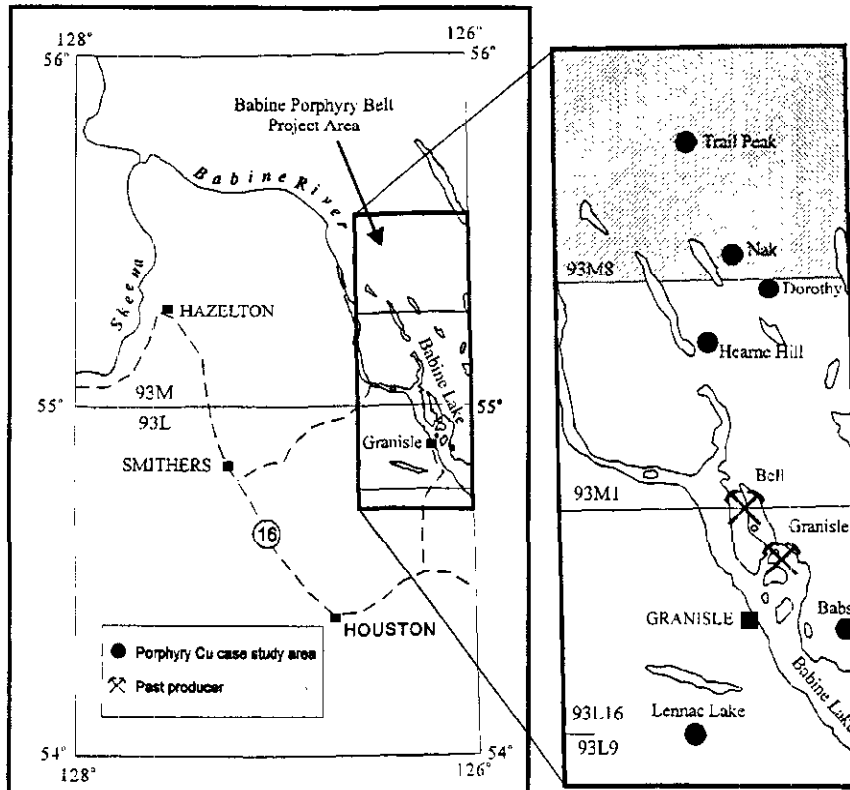 128°
126°
56°
56°
Babine Porphyry Belt
Project Area
Babine River
Skeena
HAZELTON
Babine Lake
93M
93L
55°
55°
Granisle
SMITHERS
16
HOUSTON
Porphyry Cu case study area
Past producer
54°
54°
128°
126°
Trail Peak
Nak
93M8
Dorothy
Hearne Hill
Bell
93M1
Granisle
GRANISLE
Babs
Babine Lake
93L16
Lennac Lake
93L9